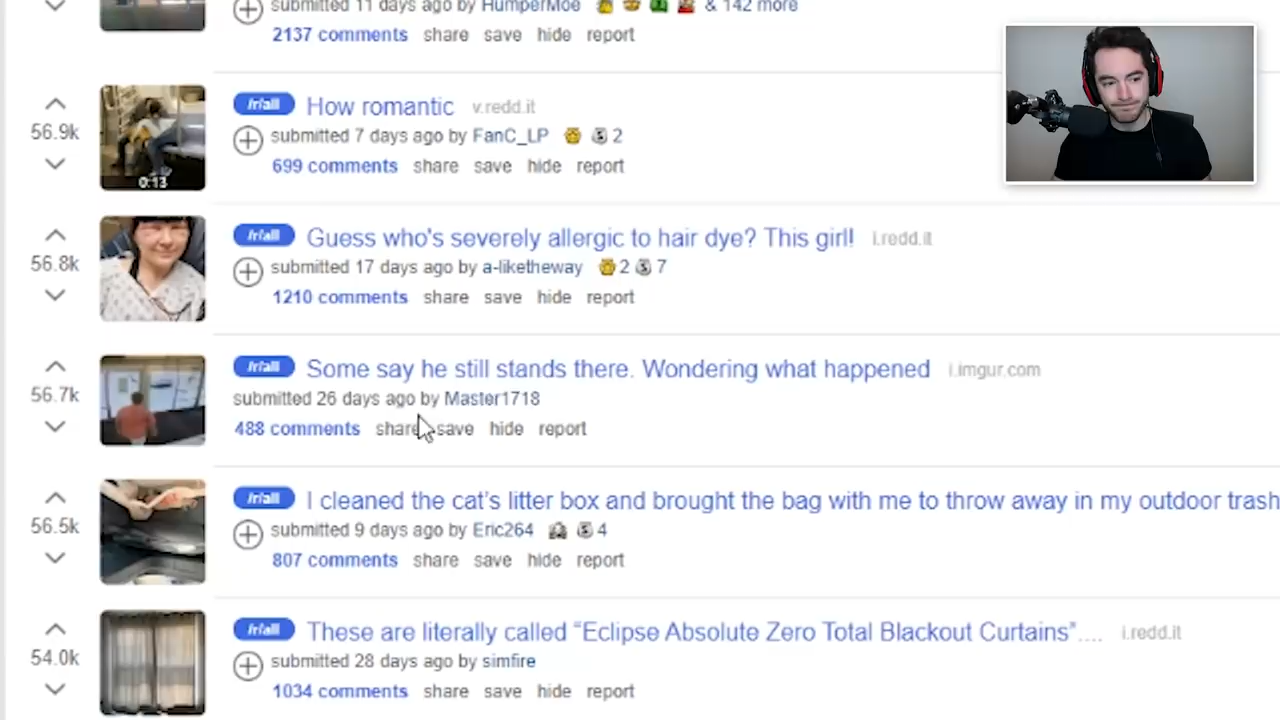 submitted 11 days ago by HumperMoe & 142 more
2137 comments share save hide report
56.9k
/r/all How romantic v.redd.it
submitted 7 days ago by FanC_LP 2
0:13
699 comments share save hide report
56.8k
/r/all Guess who's severely allergic to hair dye? This girl! i.redd.it
submitted 17 days ago by a-liketheway 2 7
1210 comments share save hide report
56.7k
/r/all Some say he still stands there. Wondering what happened i.imgur.com
submitted 26 days ago by Master1718
488 comments share save hide report
56.5k
/r/all I cleaned the cat's litter box and brought the bag with me to throw away in my outdoor trash
submitted 9 days ago by Eric264 4
807 comments share save hide report
54.0k
/r/all These are literally called “Eclipse Absolute Zero Total Blackout Curtains”.... i.redd.it
submitted 28 days ago by simfire
1034 comments share save hide report